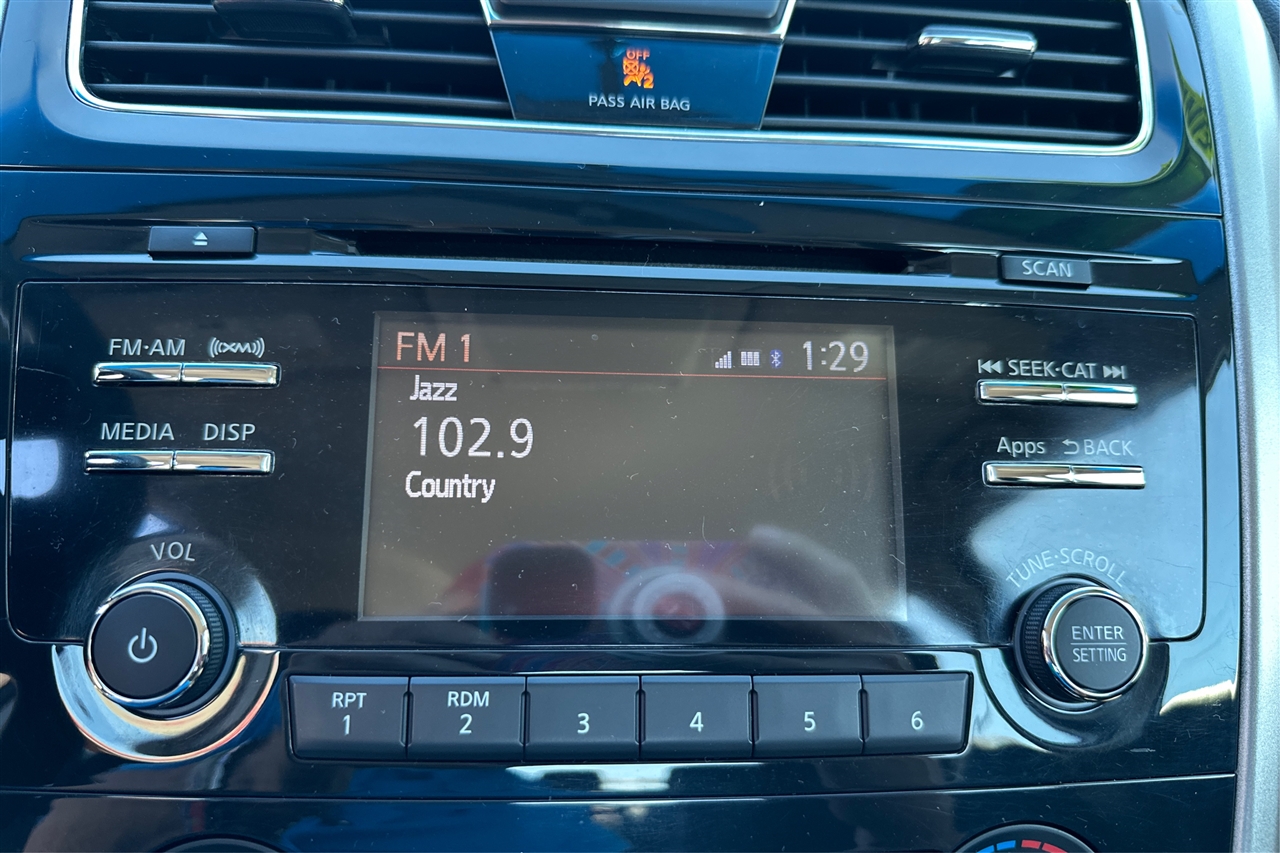 OFF
2
PASS AIR BAG
SCAN
FM·AM
((XM))
FM 1
1:29
SEEK·CAT
Jazz
MEDIA
DISP
102.9
Apps
BACK
Country
VOL
TUNE·SCROLL
ENTER
SETTING
RPT
1
RDM
2
3
4
5
6